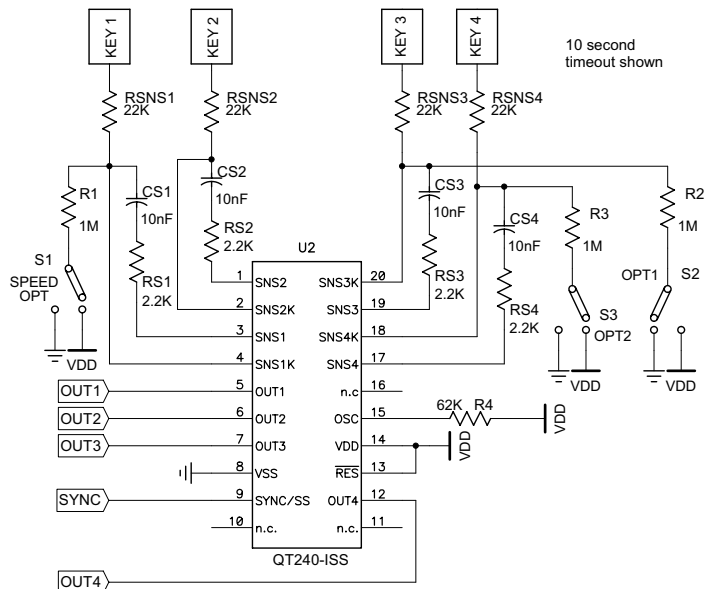 KEY 1
KEY 2
KEY 3
KEY 4
10 second
timeout shown
RSNS1
22K
RSNS2
22K
RSNS3
22K
RSNS4
22K
R1
1M
CS1
10nF
CS2
10nF
RS2
2.2K
RS1
2.2K
S1
SPEED
OPT
VDD
CS3
10nF
CS4
10nF
RS3
2.2K
RS4
2.2K
R3
1M
R2
1M
OPT1
S2
S3
OPT2
VDD
VDD
U2
1 SNS2
2 SNS2K
3 SNS1
4 SNS1K
5 OUT1
6 OUT2
7 OUT3
8 VSS
9 SYNC/SS
10 n.c.
SNS3K 20
SNS3 19
SNS4K 18
SNS4 17
n.c 16
OSC 15
VDD 14
RES 13
OUT4 12
n.c. 11
OUT1
OUT2
OUT3
SYNC
OUT4
62K R4
VDD
VDD
QT240-ISS